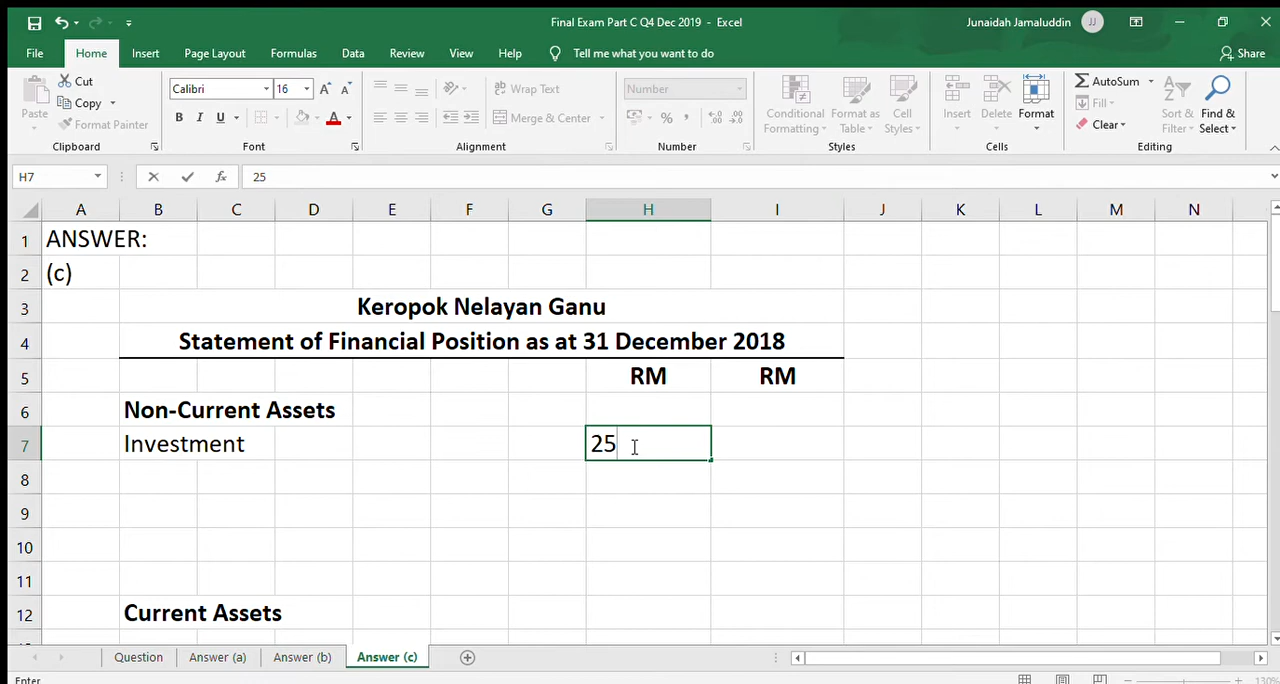 Final Exam Part C Q4 Dec 2019 - Excel
Junaidah Jamaluddin
JJ
File
Home
Insert
Page Layout
Formulas
Data
Review
View
Help
Tell me what you want to do
Share
Paste
Cut
Copy
Format Painter
Clipboard
Calibri
16
B I U
Font
Wrap Text
Merge & Center
Alignment
Number
%
Number
Conditional Formatting
Format as Table
Cell Styles
Styles
Insert
Delete
Format
Cells
AutoSum
Fill
Clear
Sort & Filter
Find & Select
Editing
H7
fx
25
A B C D E F G H I J K L M N
1 ANSWER:
2 (c)
3 Keropok Nelayan Ganu
4 Statement of Financial Position as at 31 December 2018
5 RM RM
6 Non-Current Assets
7 Investment 25
8
9
10
11
12 Current Assets
Question
Answer (a)
Answer (b)
Answer (c)
Enter
130%